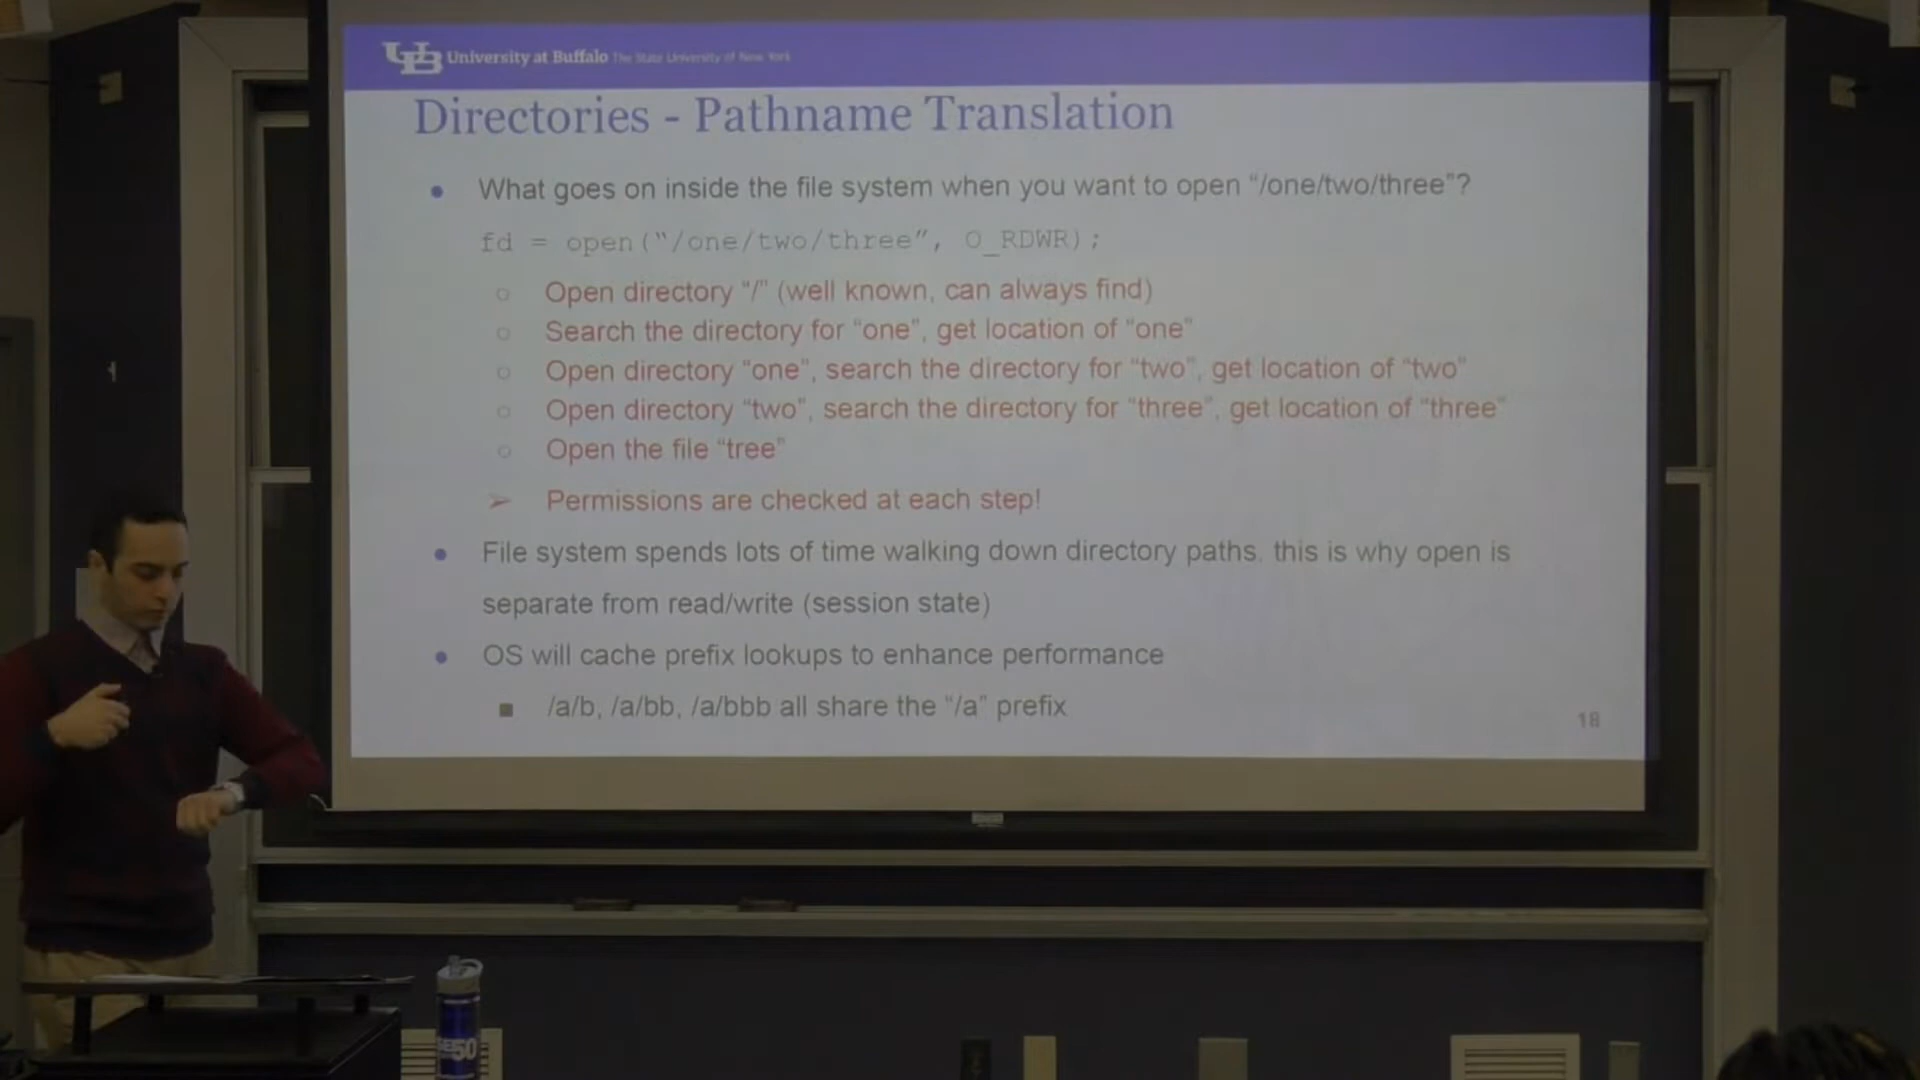 UB University at Buffalo The State University of New York
Directories - Pathname Translation
What goes on inside the file system when you want to open “/one/two/three”?
fd = open(“/one/two/three”, O_RDWR);
Open directory “/” (well known, can always find)
Search the directory for “one”, get location of “one”
Open directory “one”, search the directory for “two”, get location of “two”
Open directory “two”, search the directory for “three”, get location of “three”
Open the file “tree”
Permissions are checked at each step!
File system spends lots of time walking down directory paths, this is why open is
separate from read/write (session state)
OS will cache prefix lookups to enhance performance
/a/b, /a/bb, /a/bbb all share the “/a” prefix
18
50